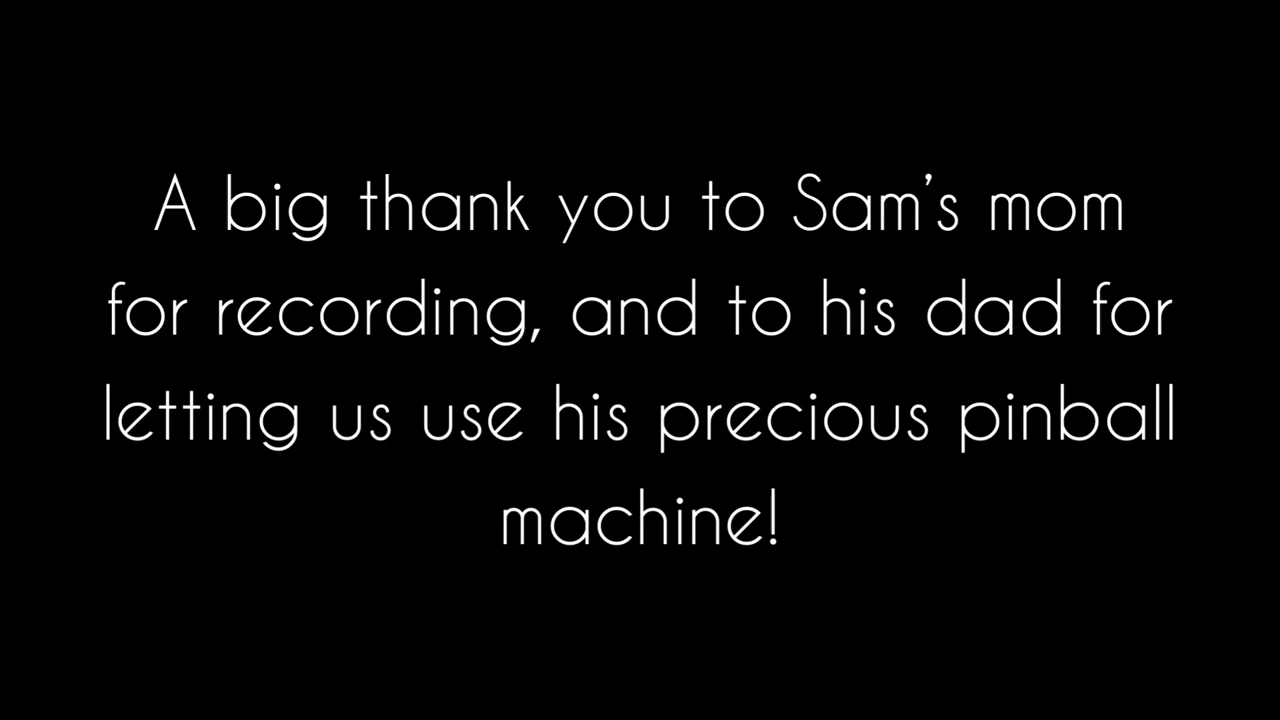 A big thank you to Sam’s mom
for recording, and to his dad for
letting us use his precious pinball
machine!